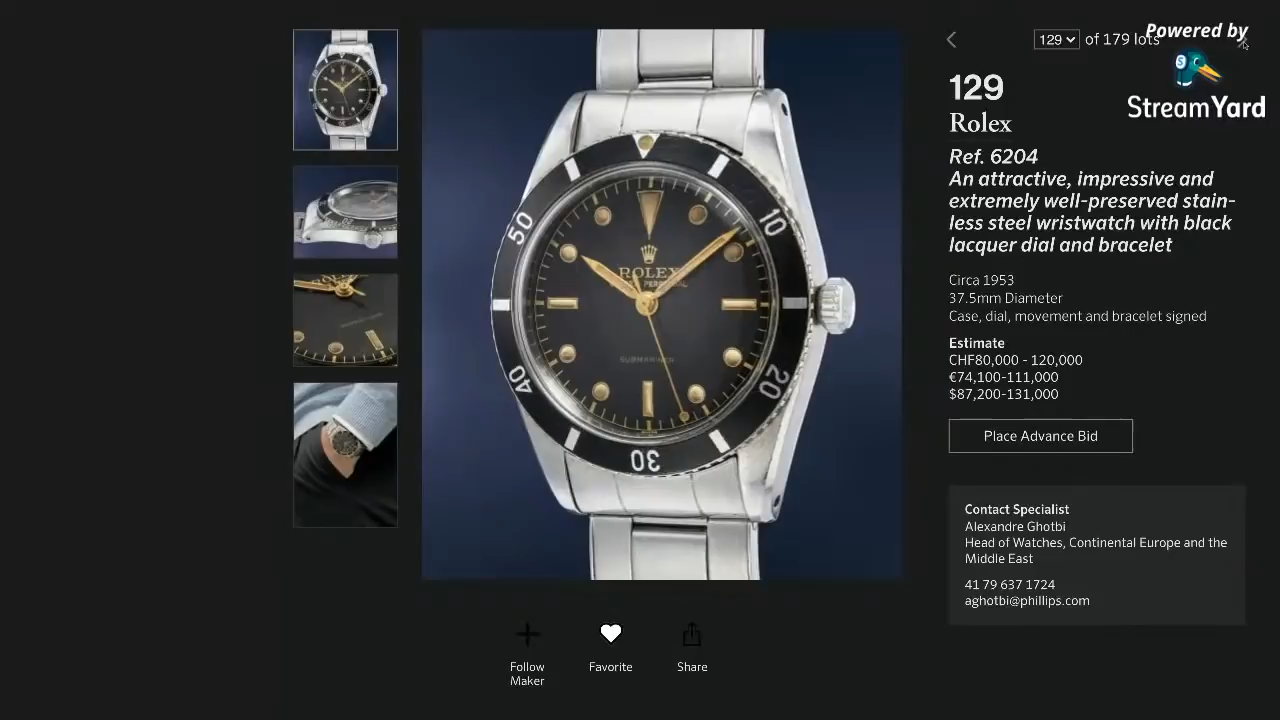 129 of 179 lots
Powered by
StreamYard
129
Rolex
Ref. 6204
An attractive, impressive and
extremely well-preserved stain-
less steel wristwatch with black
lacquer dial and bracelet
Circa 1953
37.5mm Diameter
Case, dial, movement and bracelet signed
Estimate
CHF80,000 - 120,000
€74,100-111,000
$87,200-131,000
Place Advance Bid
Contact Specialist
Alexandre Ghotbi
Head of Watches, Continental Europe and the
Middle East
41 79 637 1724
aghotbi@phillips.com
50
10
ROLEX
PERPETUAL
SUBMARINER
40
20
30
Follow
Maker
Favorite
Share